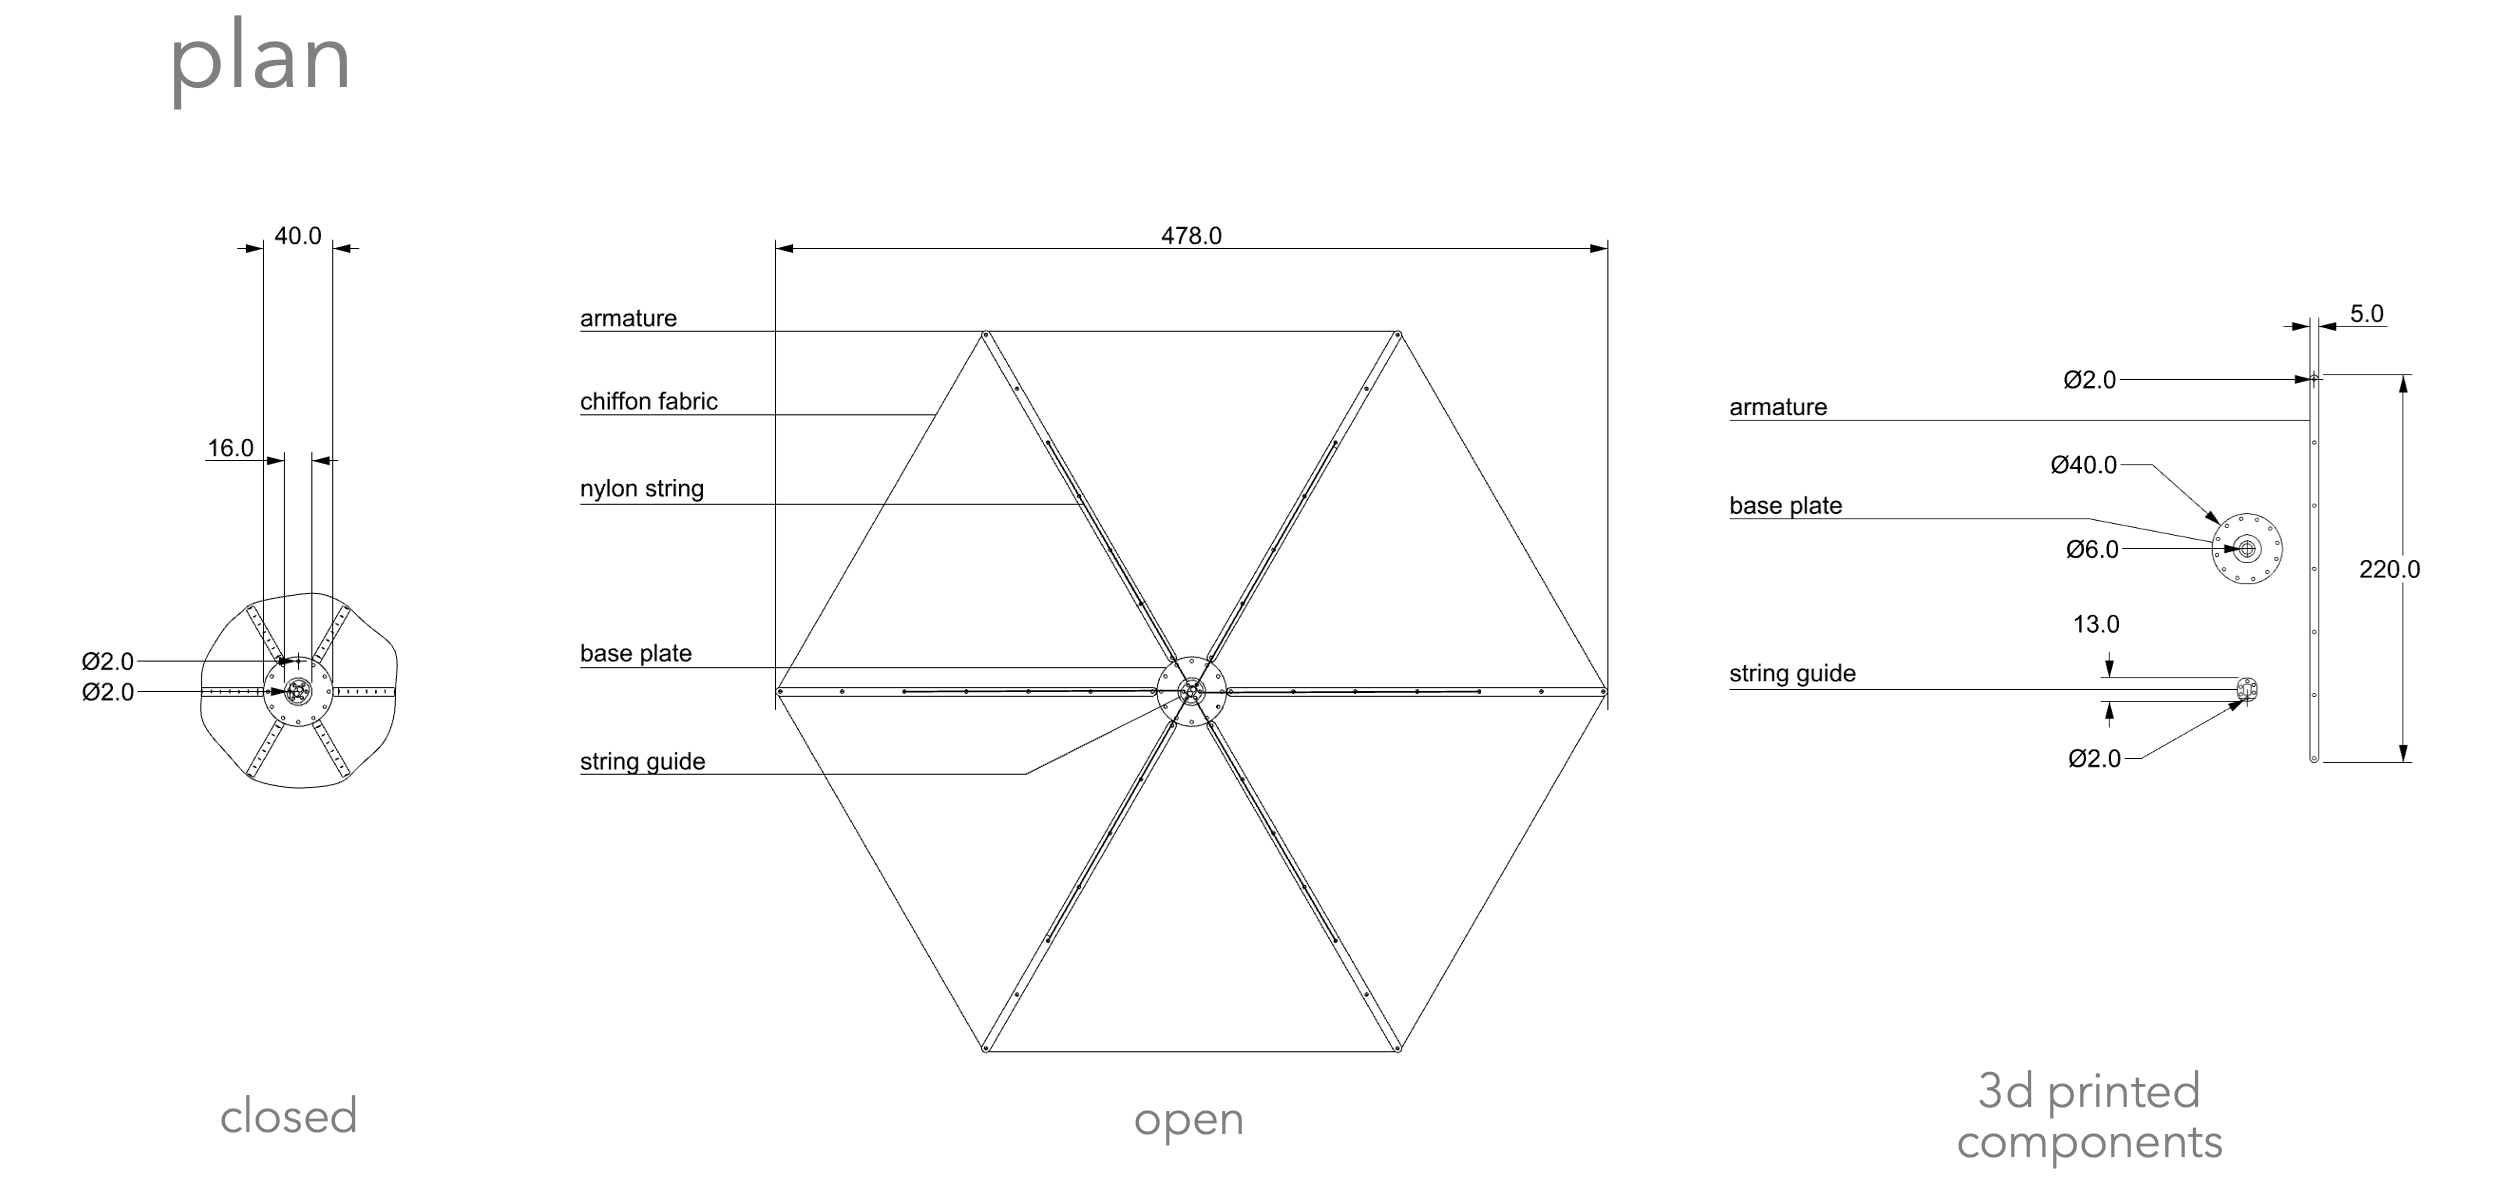 plan
40.0
16.0
Ø2.0
Ø2.0
closed
478.0
armature
chiffon fabric
nylon string
base plate
string guide
open
5.0
Ø2.0
armature
Ø40.0
base plate
Ø6.0
220.0
13.0
string guide
Ø2.0
3d printed
components